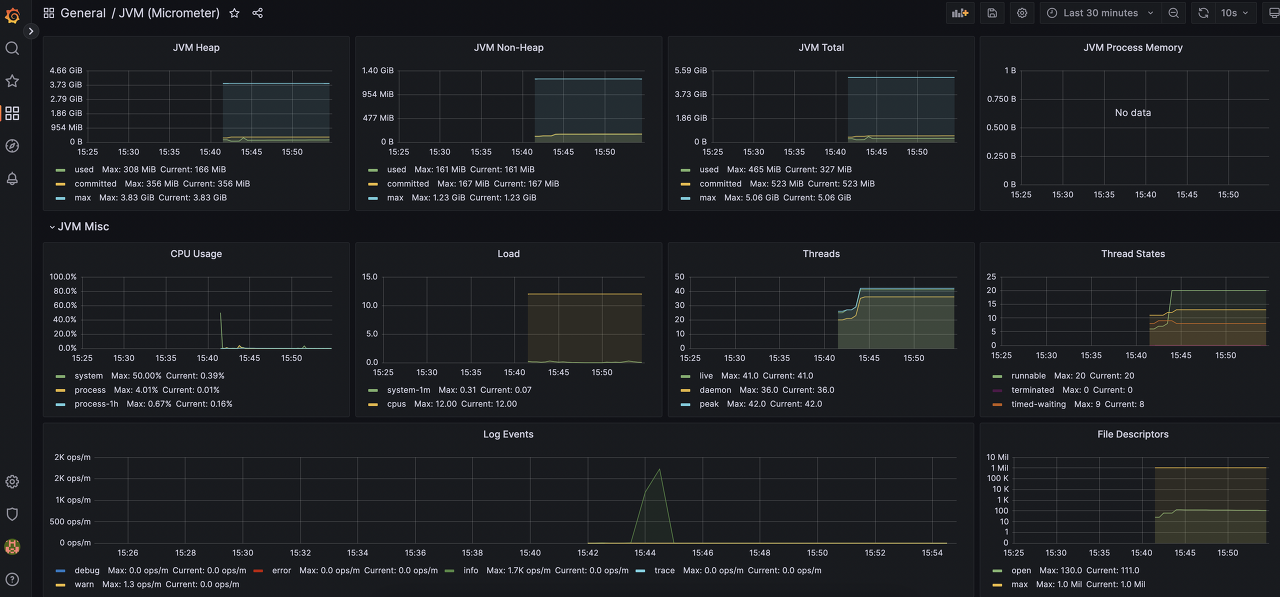 General / JVM (Micrometer)
Last 30 minutes
10s
JVM Heap
4.66 GiB
3.73 GiB
2.79 GiB
1.86 GiB
954 MiB
0 B
15:25 15:30 15:35 15:40 15:45 15:50
used Max: 308 MiB Current: 166 MiB
committed Max: 356 MiB Current: 356 MiB
max Max: 3.83 GiB Current: 3.83 GiB
JVM Non-Heap
1.40 GiB
954 MiB
477 MiB
0 B
15:25 15:30 15:35 15:40 15:45 15:50
used Max: 161 MiB Current: 161 MiB
committed Max: 167 MiB Current: 167 MiB
max Max: 1.23 GiB Current: 1.23 GiB
JVM Total
5.59 GiB
3.73 GiB
1.86 GiB
0 B
15:25 15:30 15:35 15:40 15:45 15:50
used Max: 465 MiB Current: 327 MiB
committed Max: 523 MiB Current: 523 MiB
max Max: 5.06 GiB Current: 5.06 GiB
JVM Process Memory
1 B
0.750 B
0.500 B
0.250 B
0 B
No data
15:25 15:30 15:35 15:40 15:45 15:50
JVM Misc
CPU Usage
100.0%
80.0%
60.0%
40.0%
20.0%
0.0%
15:25 15:30 15:35 15:40 15:45 15:50
system Max: 50.00% Current: 0.39%
process Max: 4.01% Current: 0.01%
process-1h Max: 0.67% Current: 0.16%
Load
15.0
10.0
5.0
0.0
15:25 15:30 15:35 15:40 15:45 15:50
system-1m Max: 0.31 Current: 0.07
cpus Max: 12.00 Current: 12.00
Threads
50
40
30
20
10
0
15:25 15:30 15:35 15:40 15:45 15:50
live Max: 41.0 Current: 41.0
daemon Max: 36.0 Current: 36.0
peak Max: 42.0 Current: 42.0
Thread States
25
20
15
10
5
0
15:25 15:30 15:35 15:40 15:45 15:50
runnable Max: 20 Current: 20
terminated Max: 0 Current: 0
timed-waiting Max: 9 Current: 8
Log Events
2K ops/m
2K ops/m
1K ops/m
500 ops/m
0 ops/m
15:26 15:28 15:30 15:32 15:34 15:36 15:38 15:40 15:42 15:44 15:46 15:48 15:50 15:52 15:54
debug Max: 0.0 ops/m Current: 0.0 ops/m error Max: 0.0 ops/m Current: 0.0 ops/m info Max: 1.7K ops/m Current: 0.0 ops/m trace Max: 0.0 ops/m Current: 0.0 ops/m
warn Max: 1.3 ops/m Current: 0.0 ops/m
File Descriptors
10 Mil
1 Mil
100 K
10 K
1 K
100
10
1
0
15:25 15:30 15:35 15:40 15:45 15:50
open Max: 130.0 Current: 111.0
max Max: 1.0 Mil Current: 1.0 Mil